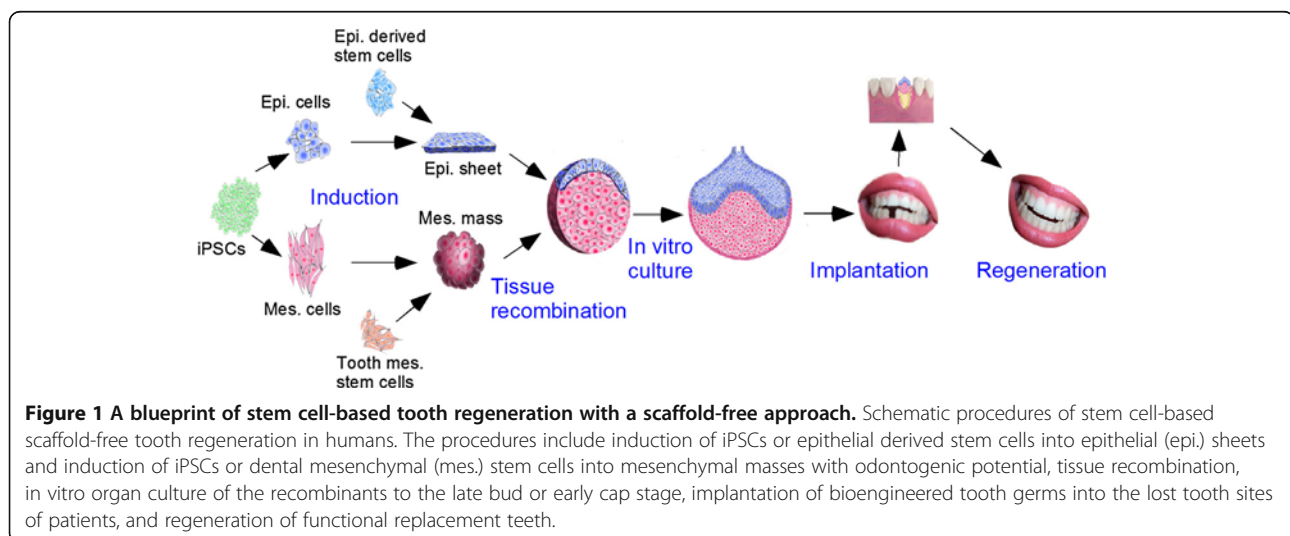 Epi. derived
stem cells
Epi. cells
Epi. sheet
Induction
iPSCs
Mes. mass
Mes. cells
Tooth mes.
stem cells
Tissue
recombination
In vitro
culture
Implantation
Regeneration
Figure 1 A blueprint of stem cell-based tooth regeneration with a scaffold-free approach. Schematic procedures of stem cell-based
scaffold-free tooth regeneration in humans. The procedures include induction of iPSCs or epithelial derived stem cells into epithelial (epi.) sheets
and induction of iPSCs or dental mesenchymal (mes.) stem cells into mesenchymal masses with odontogenic potential, tissue recombination,
in vitro organ culture of the recombinants to the late bud or early cap stage, implantation of bioengineered tooth germs into the lost tooth sites
of patients, and regeneration of functional replacement teeth.